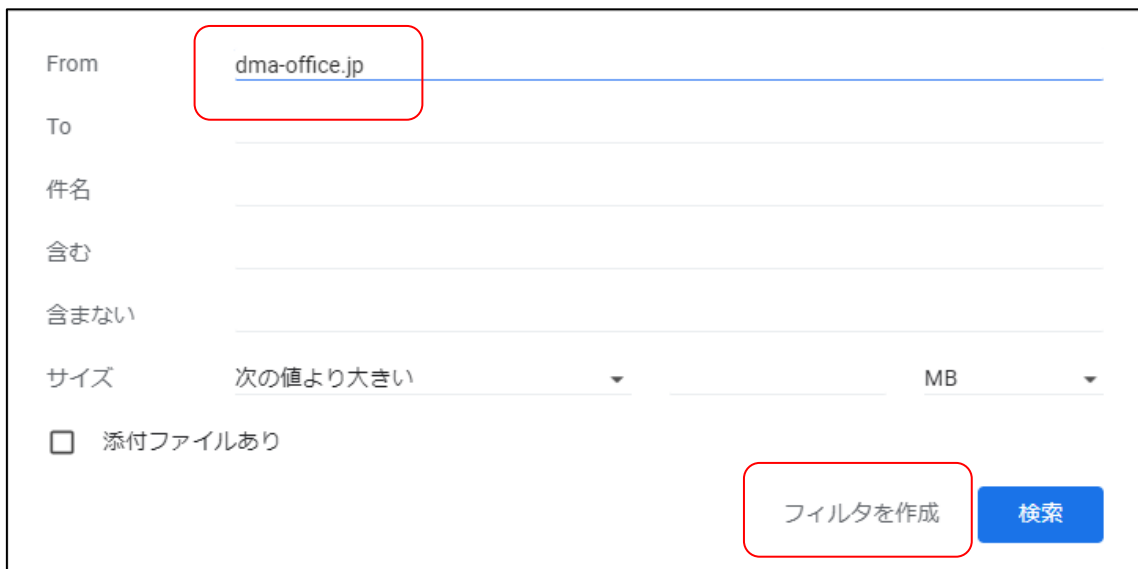 From dma-office.jp
To
件名
含む
含まない
サイズ 次の値より大きい MB
添付ファイルあり
フィルタを作成 検索